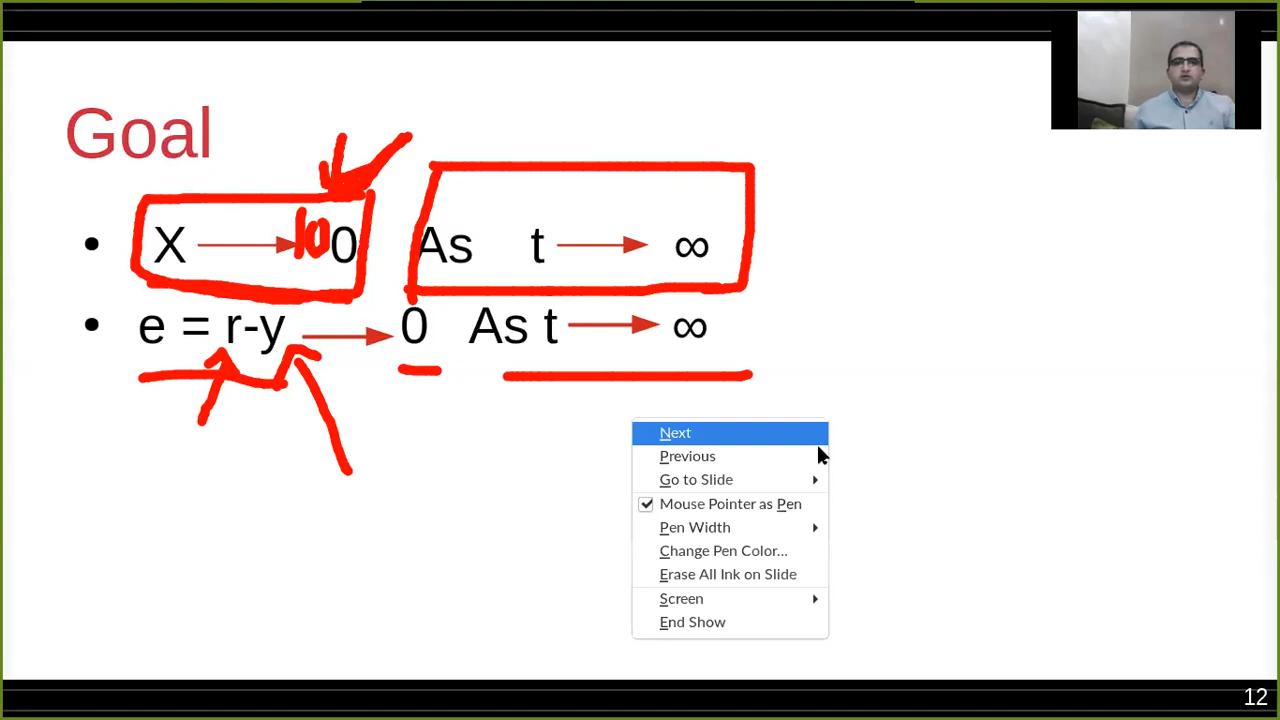 Goal
• X → 10 0 As t → ∞
• e = r-y → 0 As t → ∞
Next
Previous
Go to Slide
Mouse Pointer as Pen
Pen Width
Change Pen Color...
Erase All Ink on Slide
Screen
End Show
12